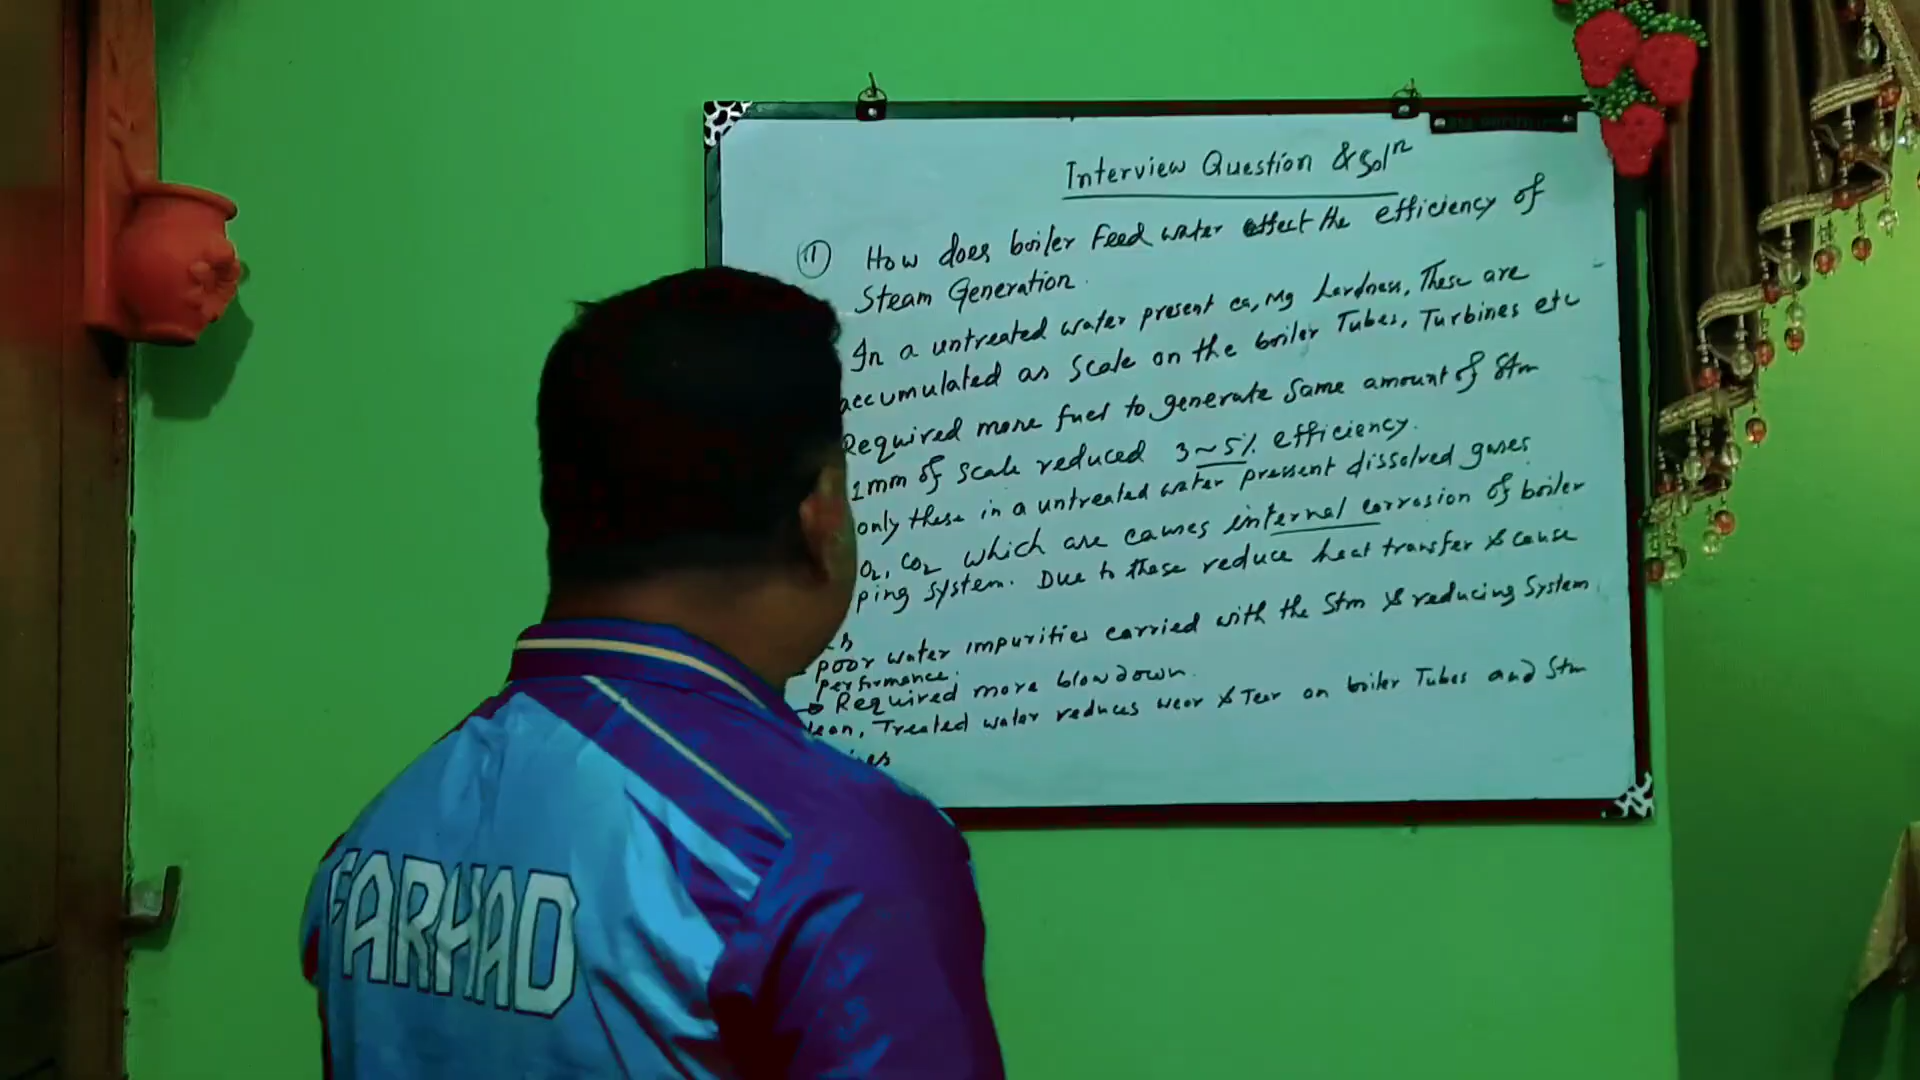 Interview Question & Solⁿ
11 How does boiler Feed water effect the efficiency of
Steam Generation.
In a untreated water present ca, Mg hardness, These are
accumulated as scale on the boiler Tubes, Turbines etc
Required more fuel to generate same amount of stm
1mm of scale reduced 3~5% efficiency.
only these in a untreated water pressent dissolved gases
O₂, CO₂ which are causes internal corrosion of boiler
ping system. Due to these reduce heat transfer & cause
poor water impurities carried with the Stm & reducing System
performance.
→ Required more blowdown.
lean, Treated water reduces wear & Tear on boiler Tubes and Stm
FARHAD